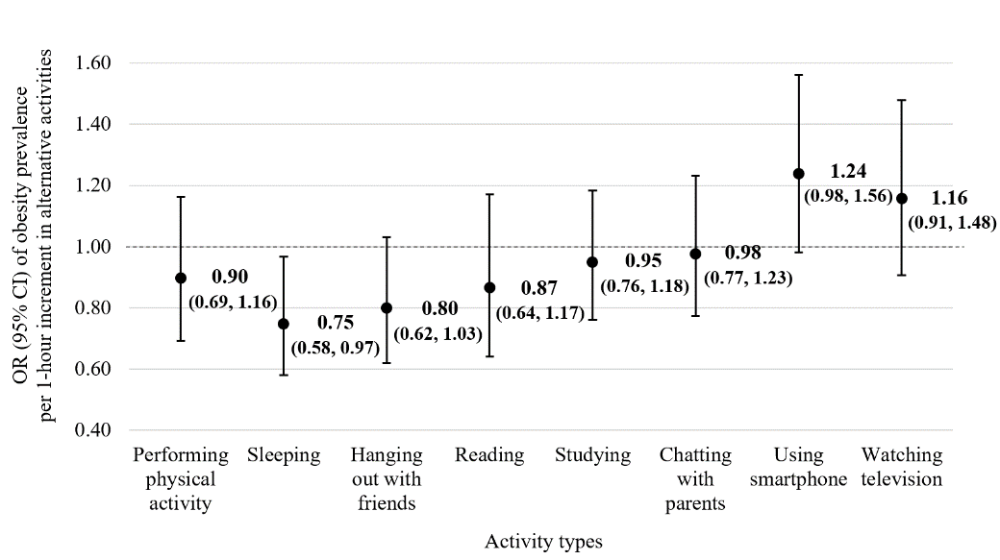 OR (95% CI) of obesity prevalence
per 1-hour increment in alternative activities
1.60
1.40
1.20
1.00
0.80
0.60
0.40
0.90
(0.69, 1.16)
0.75
(0.58, 0.97)
0.80
(0.62, 1.03)
0.87
(0.64, 1.17)
0.95
(0.76, 1.18)
0.98
(0.77, 1.23)
1.24
(0.98, 1.56)
1.16
(0.91, 1.48)
Performing
physical
activity
Sleeping
Hanging
out with
friends
Reading
Studying
Chatting
with
parents
Using
smartphone
Watching
television
Activity types